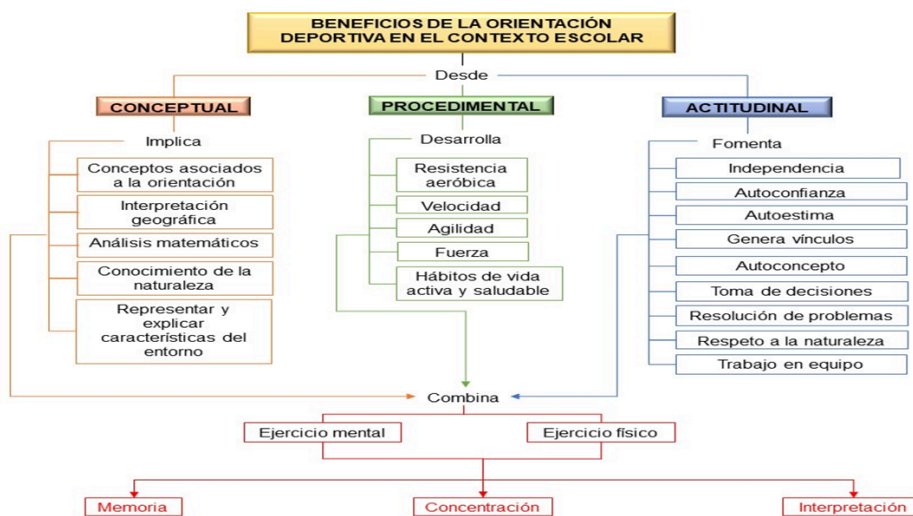 BENEFICIOS DE LA ORIENTACIÓN
DEPORTIVA EN EL CONTEXTO ESCOLAR
Desde
CONCEPTUAL
Implica
Conceptos asociados
a la orientación
Interpretación
geográfica
Análisis matemáticos
Conocimiento de la
naturaleza
Representar y
explicar
características del
entorno
PROCEDIMENTAL
Desarrolla
Resistencia
aeróbica
Velocidad
Agilidad
Fuerza
Hábitos de vida
activa y saludable
ACTITUDINAL
Fomenta
Independencia
Autoconfianza
Autoestima
Genera vínculos
Autoconcepto
Toma de decisiones
Resolución de problemas
Respeto a la naturaleza
Trabajo en equipo
Combina
Ejercicio mental
Ejercicio físico
Memoria
Concentración
Interpretación